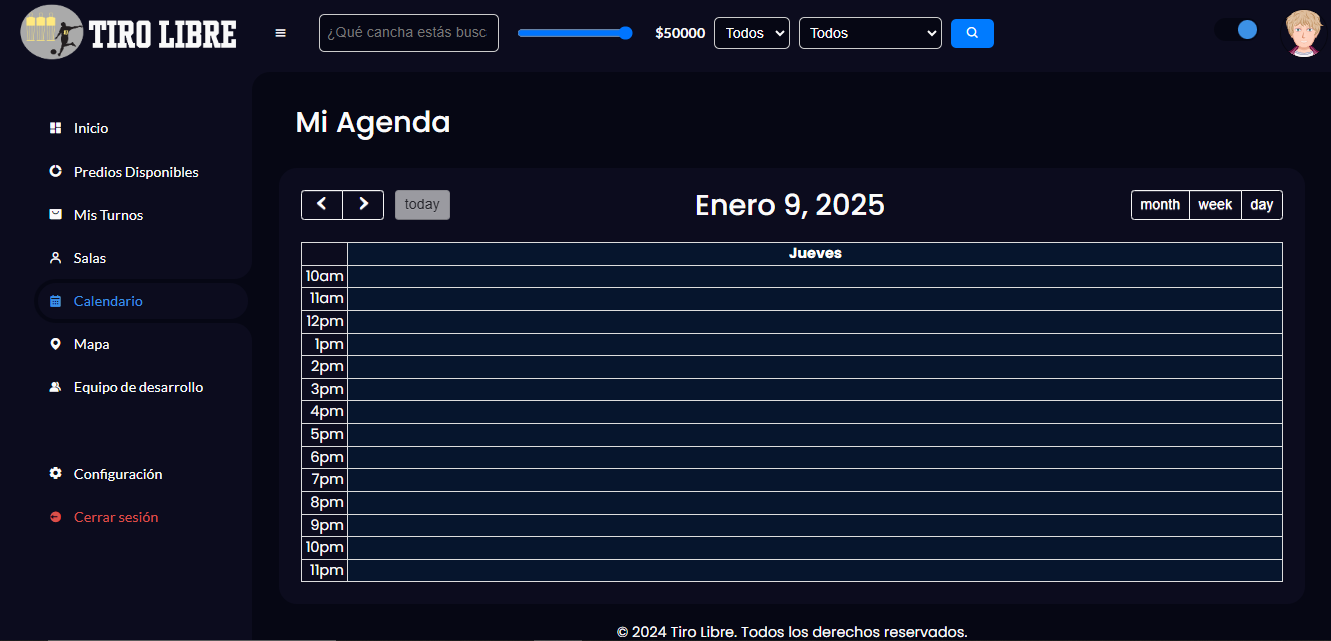 TIRO LIBRE
¿Qué cancha estás busc
$50000
Todos
Todos
Inicio
Predios Disponibles
Mis Turnos
Salas
Calendario
Mapa
Equipo de desarrollo
Configuración
Cerrar sesión
Mi Agenda
today
Enero 9, 2025
month week day
Jueves
10am
11am
12pm
1pm
2pm
3pm
4pm
5pm
6pm
7pm
8pm
9pm
10pm
11pm
© 2024 Tiro Libre. Todos los derechos reservados.